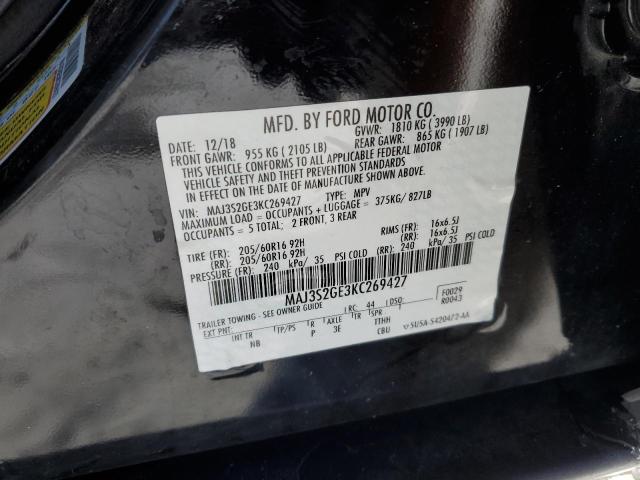 MFD. BY FORD MOTOR CO.
DATE: 12/18 GVWR: 1810 KG ( 3990 LB)
FRONT GAWR: 955 KG ( 2105 LB) REAR GAWR: 865 KG ( 1907 LB)
THIS VEHICLE CONFORMS TO ALL APPLICABLE FEDERAL MOTOR
VEHICLE SAFETY AND THEFT PREVENTION STANDARDS
IN EFFECT ON THE DATE OF MANUFACTURE SHOWN ABOVE.
VIN: MAJ3S2GE3KC269427 TYPE: MPV
MAXIMUM LOAD = OCCUPANTS + LUGGAGE = 375KG/ 827LB
OCCUPANTS = 5 TOTAL; 2 FRONT, 3 REAR
TIRE (FR): 205/60R16 92H RIMS (FR): 16x6.5J
(RR): 205/60R16 92H (RR): 16x6.5J
PRESSURE (FR): 240 kPa/ 35 PSI COLD (RR): 240 kPa/ 35 PSI COLD
MAJ3S2GE3KC269427
TRAILER TOWING - SEE OWNER GUIDE RC: 44 DSO: F0029
EXT PNT: R0043
INT TR TP/PS R AXLE TR SPR
NB P 3E TTHH
CBU SU5A-5420472-AA